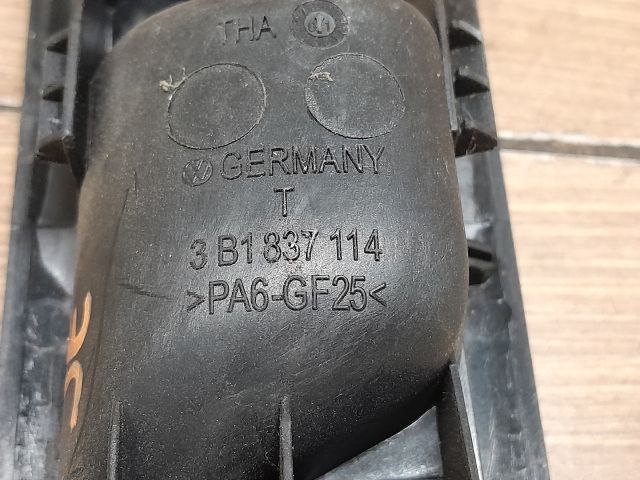 THA
GERMANY
T
3 B1 837 114
>PA6-GF25<